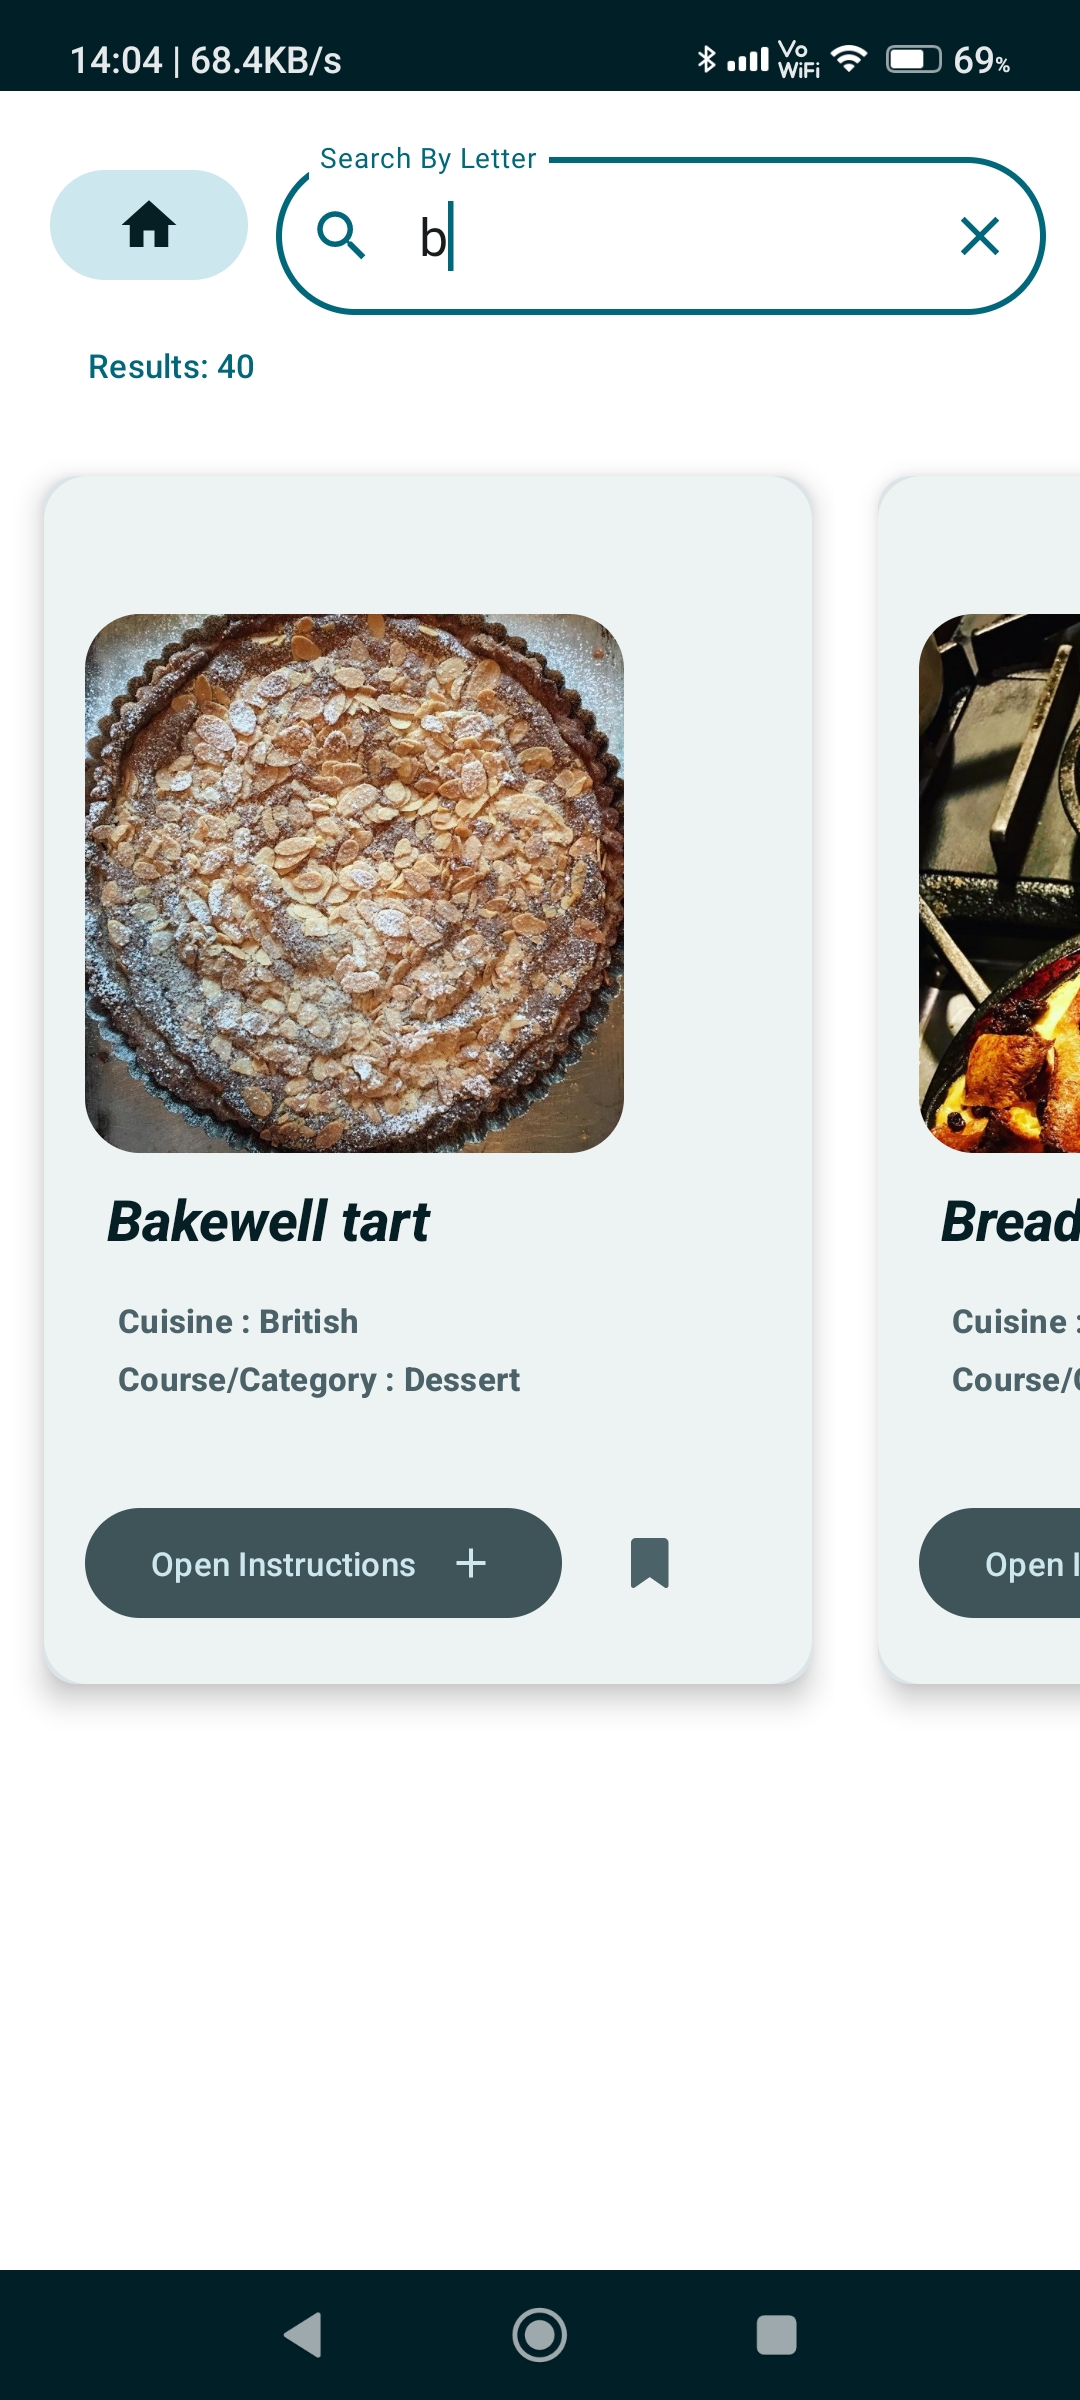 14:04 | 68.4KB/s
Vo
WiFi
69%
Search By Letter
b
Results: 40
Bakewell tart
Bread
Cuisine : British
Cuisine :
Course/Category : Dessert
Course/
Open Instructions
Open